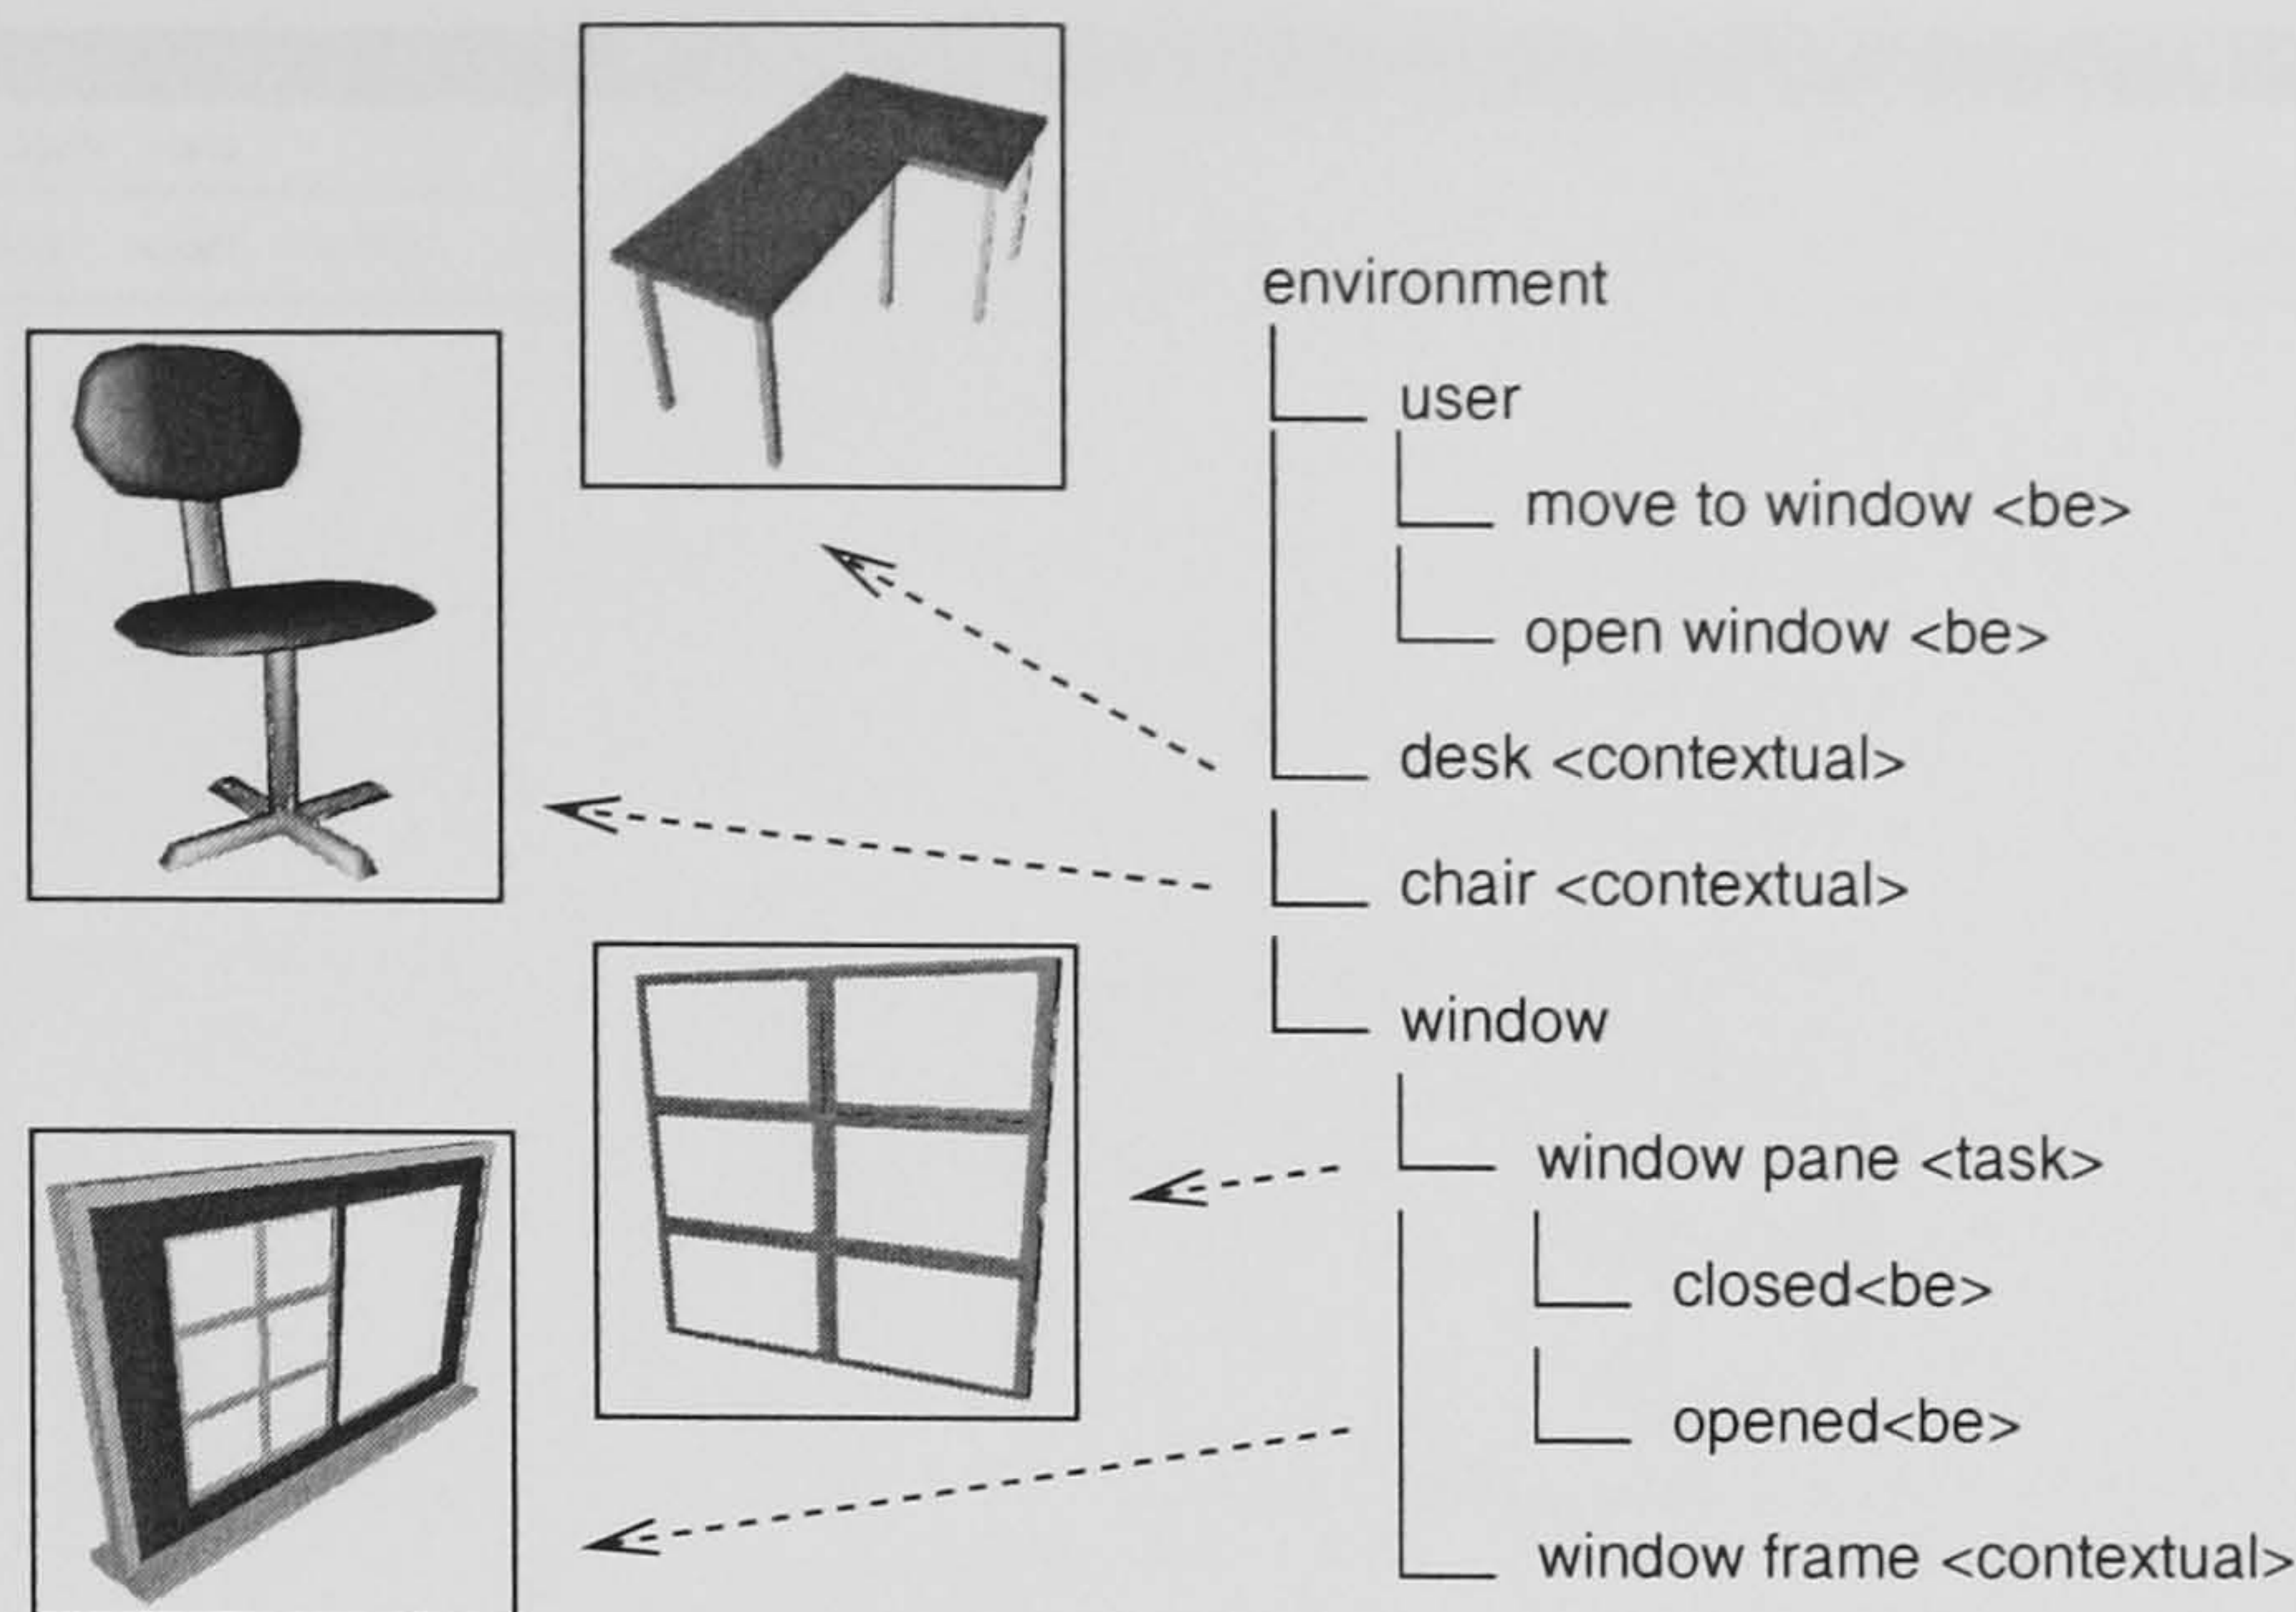 environment
user
move to window <be>
open window <be>
desk <contextual>
chair <contextual>
window
window pane <task>
closed<be>
opened<be>
window frame <contextual>